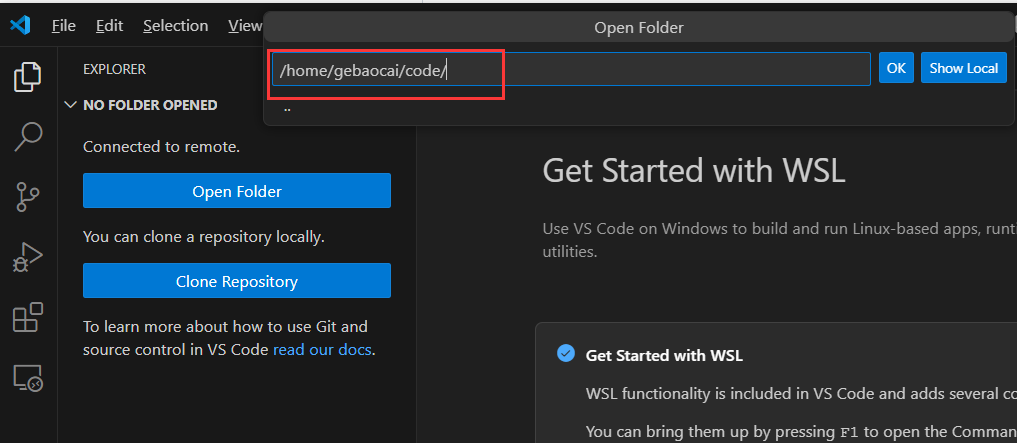 File Edit Selection View
Open Folder
/home/gebaocai/code/
OK
Show Local
..
EXPLORER
NO FOLDER OPENED
Connected to remote.
Open Folder
You can clone a repository locally.
Clone Repository
To learn more about how to use Git and
source control in VS Code read our docs.
Get Started with WSL
Use VS Code on Windows to build and run Linux-based apps,
utilities.
Get Started with WSL
WSL functionality is included in VS Code and adds several
You can bring them up by pressing F1 to open the